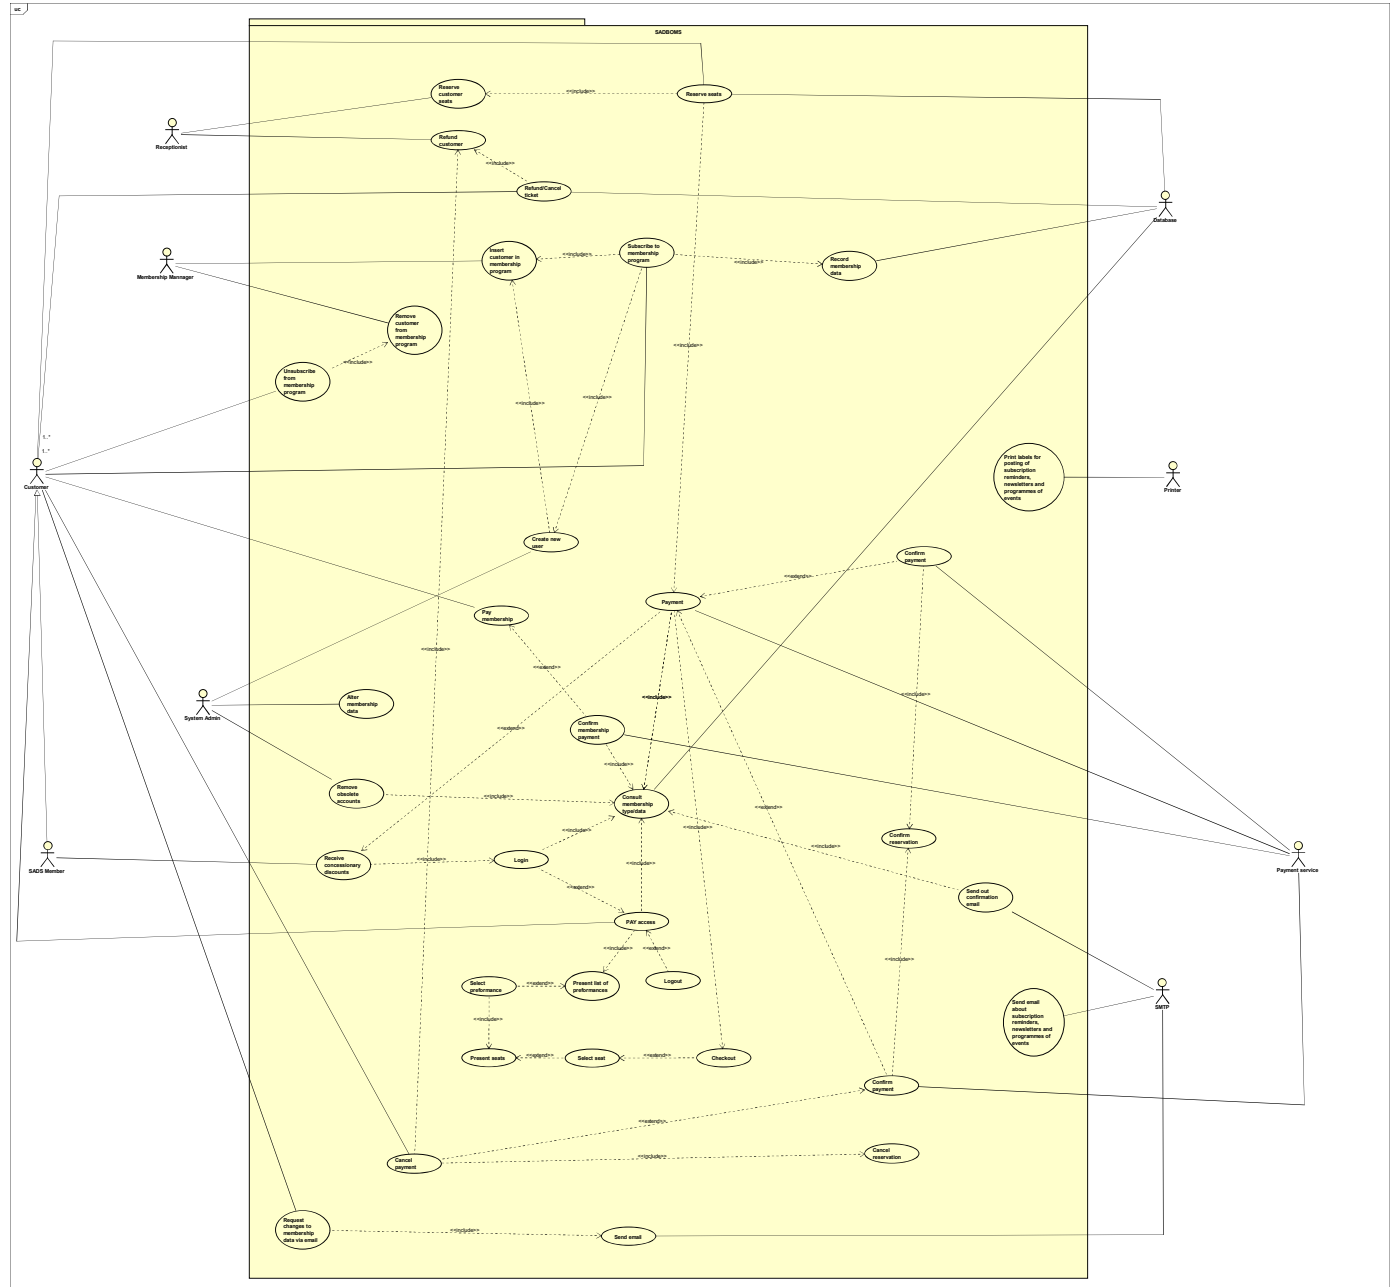 uc
SADBOMS
Reserve
customer
seats
<<include>>
Reserve seats
Receptionist
Refund
customer
<<include>>
Refund/Cancel
ticket
Database
Membership Mannager
Insert
customer in
membership
program
<<include>>
Subscribe to
membership
program
<<include>>
Record
membership
data
Remove
customer
from
membership
program
<<include>>
<<include>>
Unsubscribe
from
membership
program
<<include>>
<<include>>
1..*
1..*
Customer
Print labels for
posting of
subscription
reminders,
newsletters and
programmes of
events
Printer
Create new
user
Confirm
payment
<<extend>>
Payment
Pay
membership
<<include>>
<<extend>>
<<include>>
<<include>>
System Admin
Alter
membership
data
<<extend>>
Confirm
membership
payment
<<include>>
Remove
obsolete
accounts
<<include>>
Consult
membership
type/data
<<extend>>
<<include>>
<<include>>
Confirm
reservation
<<include>>
SADS Member
Receive
concessionary
discounts
<<include>>
Login
<<include>>
Payment service
<<extend>>
Send out
confirmation
email
PAY access
<<include>>
<<extend>>
<<include>>
Select
preformance
<<extend>>
Present list of
preformances
Logout
SMTP
Send email
about
subscription
reminders,
newsletters and
programmes of
events
<<include>>
Present seats
<<extend>>
Select seat
<<extend>>
Checkout
Confirm
payment
<<extend>>
Cancel
payment
<<include>>
Cancel
reservation
Request
changes to
membership
data via email
<<include>>
Send email